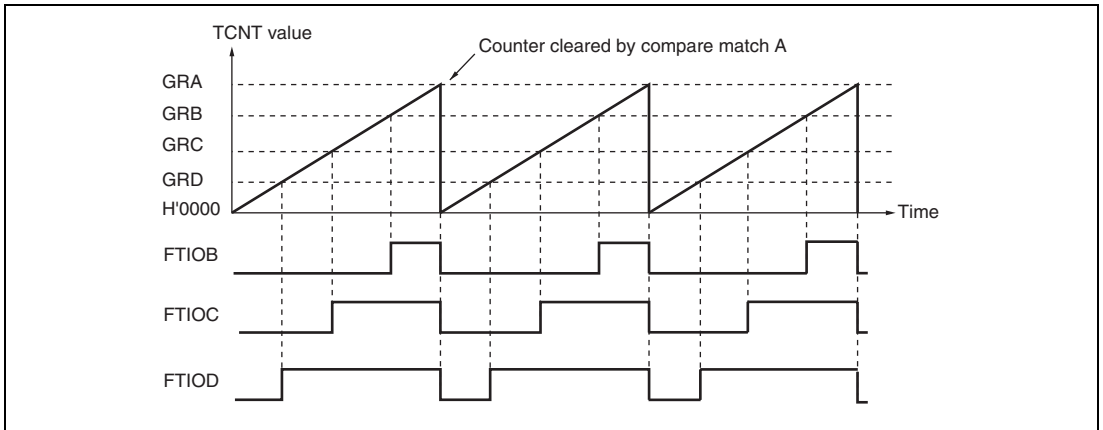 TCNT value
Counter cleared by compare match A
GRA
GRB
GRC
GRD
H'0000
Time
FTIOB
FTIOC
FTIOD